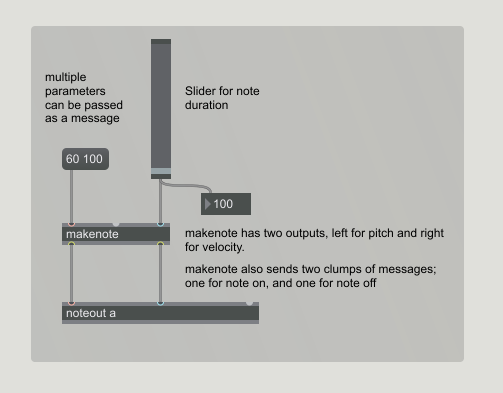 multiple
parameters
can be passed
as a message
Slider for note
duration
60 100
100
makenote
makenote has two outputs, left for pitch and right
for velocity.
makenote also sends two clumps of messages;
one for note on, and one for note off
noteout a